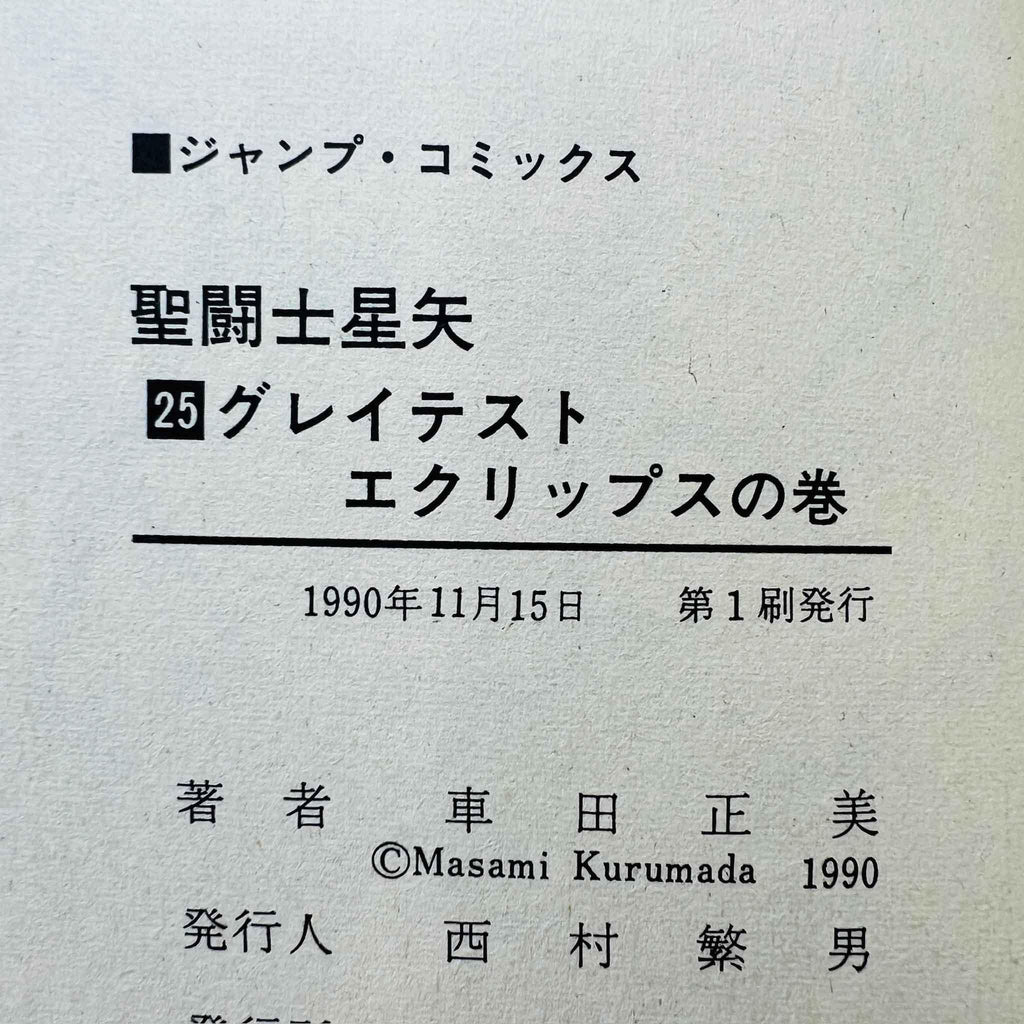 ■ジャンプ・コミックス
聖闘士星矢
25グレイテスト
エクリップスの巻
1990年11月15日　第1刷発行
著者　車田正美
©Masami Kurumada 1990
発行人　西村繁男